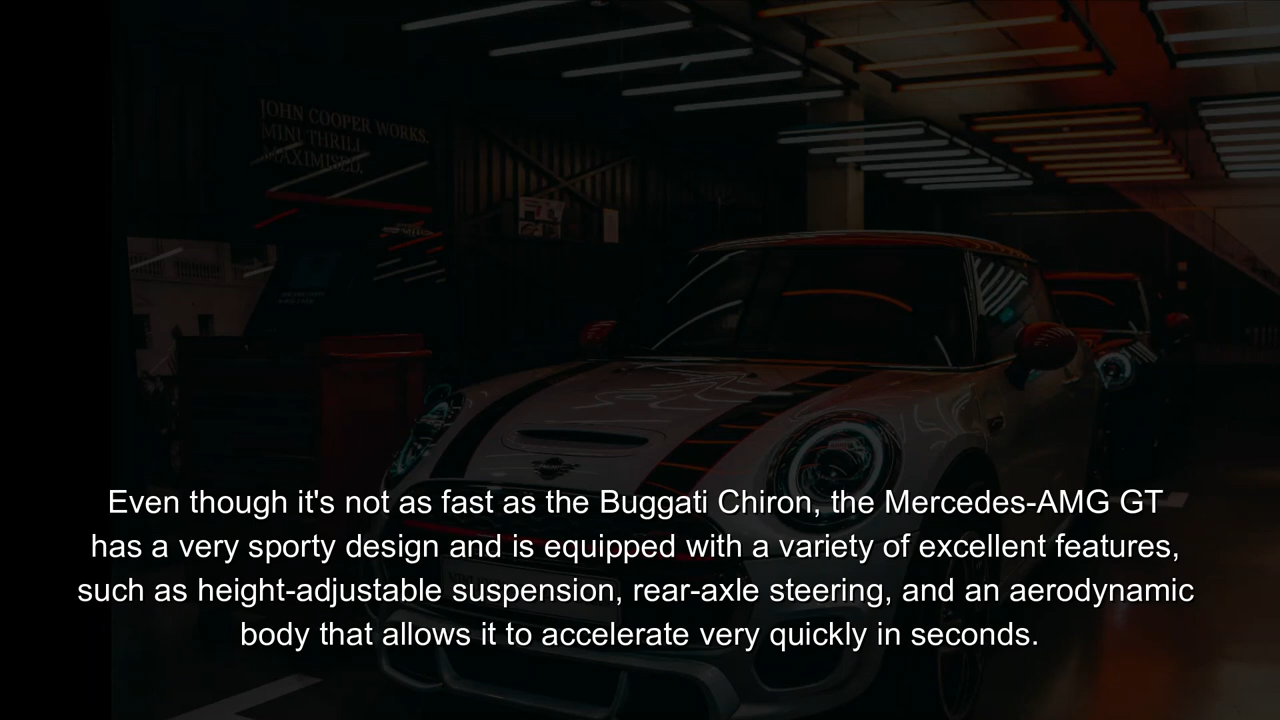 JOHN COOPER WORKS.
MINI THRILL
MAXIMISED.
Even though it's not as fast as the Buggati Chiron, the Mercedes-AMG GT
has a very sporty design and is equipped with a variety of excellent features,
such as height-adjustable suspension, rear-axle steering, and an aerodynamic
body that allows it to accelerate very quickly in seconds.